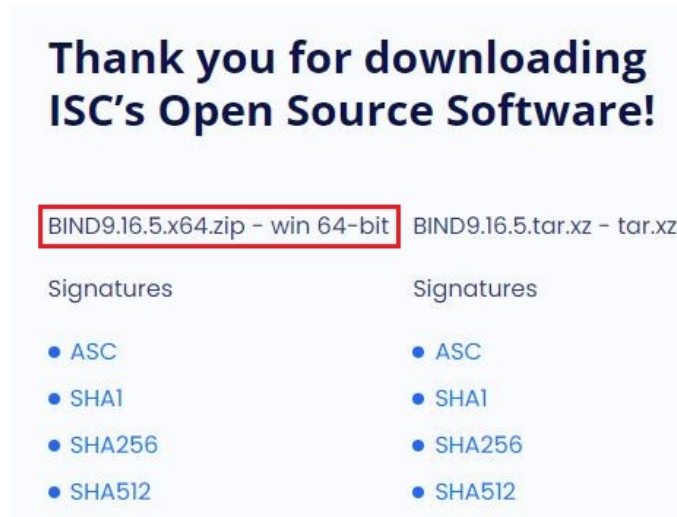 Thank you for downloading
ISC’s Open Source Software!
BIND9.16.5.x64.zip - win 64-bit
BIND9.16.5.tar.xz - tar.xz
Signatures
Signatures
ASC
ASC
SHA1
SHA1
SHA256
SHA256
SHA512
SHA512